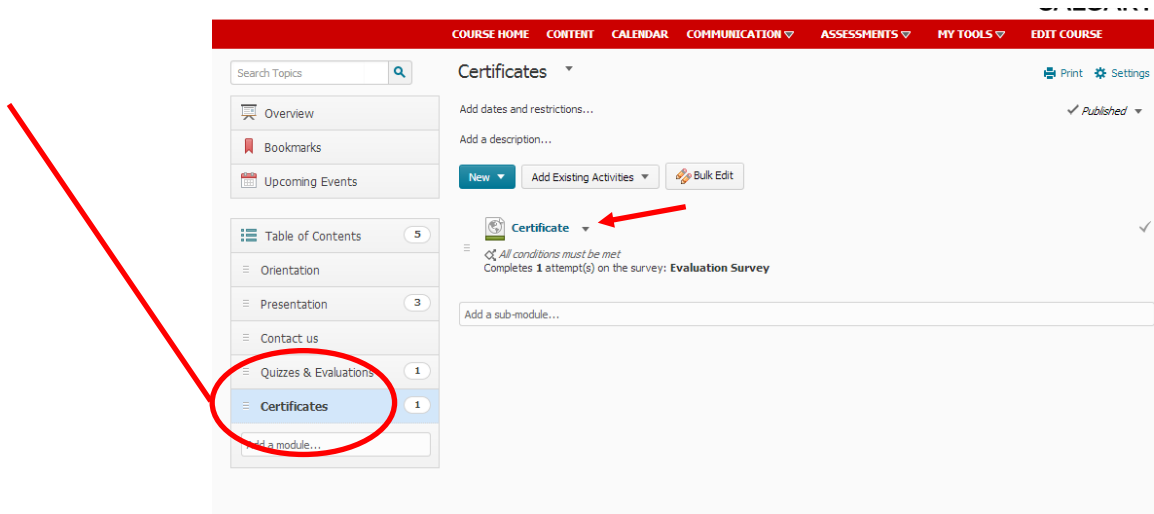 COURSE HOME CONTENT CALENDAR COMMUNICATION ASSESSMENTS MY TOOLS EDIT COURSE
Search Topics
Certificates
Print Settings
Overview
Bookmarks
Upcoming Events
Add dates and restrictions...
Published
Add a description...
New Add Existing Activities Bulk Edit
Table of Contents 5
Orientation
Presentation 3
Contact us
Quizzes & Evaluations 1
Certificates 1
Add a module...
Certificate
All conditions must be met
Completes 1 attempt(s) on the survey: Evaluation Survey
Add a sub-module...